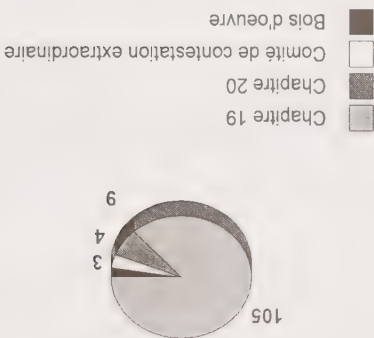 105
3
4
9
Chapitre 19
Chapitre 20
Comité de contestation extraordinaire
Bois d'oeuvre